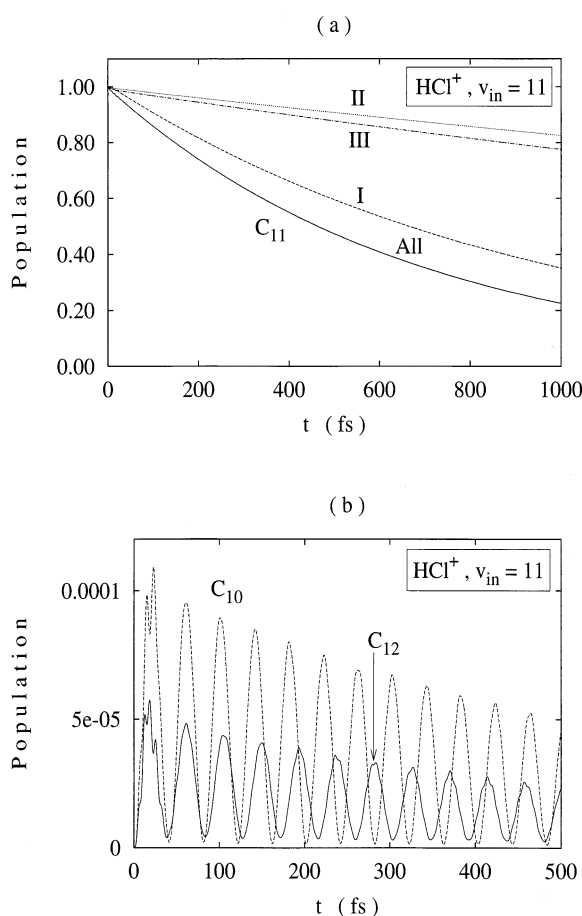 ( a )
HCl⁺ , v_in = 11
1.00
0.80
0.60
0.40
0.20
0.00
II
III
I
C₁₁
All
Population
0
200
400
600
800
1000
t ( fs )
( b )
HCl⁺ , v_in = 11
0.0001
5e-05
0
C₁₀
C₁₂
Population
0
100
200
300
400
500
t ( fs )